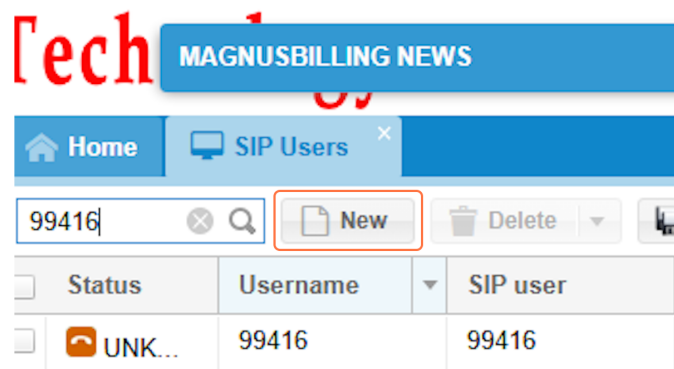 Tech
MAGNUSBILLING NEWS
Home
SIP Users
99416
New
Delete
Status
Username
SIP user
UNK...
99416
99416